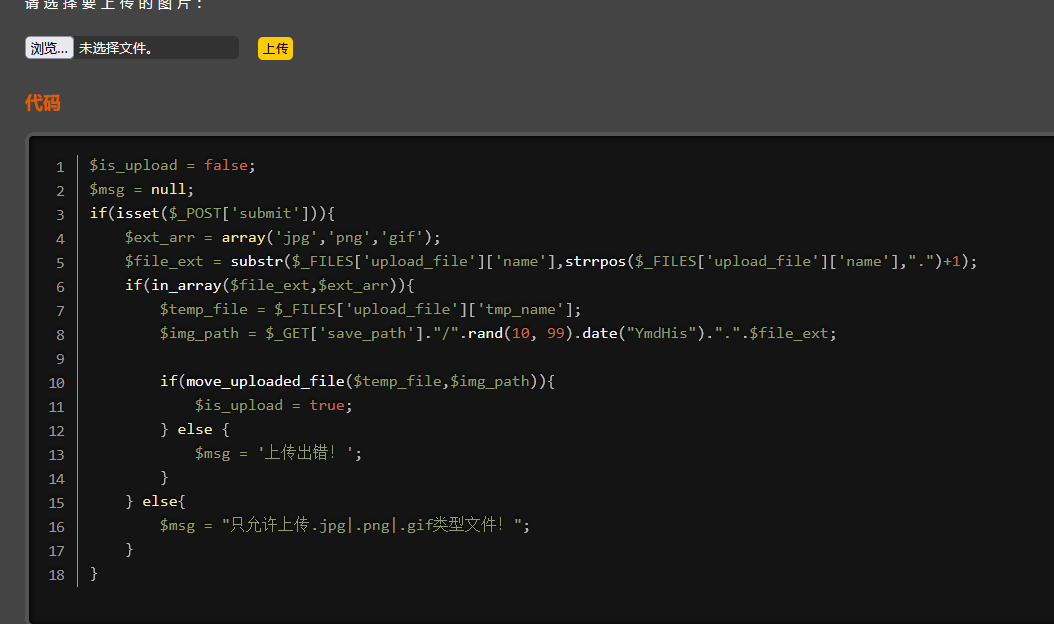 请选择要上传的图片：
浏览... 未选择文件。 上传
代码
1 $is_upload = false;
2 $msg = null;
3 if(isset($_POST['submit'])){
4     $ext_arr = array('jpg','png','gif');
5     $file_ext = substr($_FILES['upload_file']['name'],strrpos($_FILES['upload_file']['name'],".")+1);
6     if(in_array($file_ext,$ext_arr)){
7         $temp_file = $_FILES['upload_file']['tmp_name'];
8         $img_path = $_GET['save_path']."/".rand(10, 99).date("YmdHis").".".$file_ext;
9
10         if(move_uploaded_file($temp_file,$img_path)){
11             $is_upload = true;
12         } else {
13             $msg = '上传出错！';
14         }
15     } else{
16         $msg = "只允许上传.jpg|.png|.gif类型文件！";
17     }
18 }